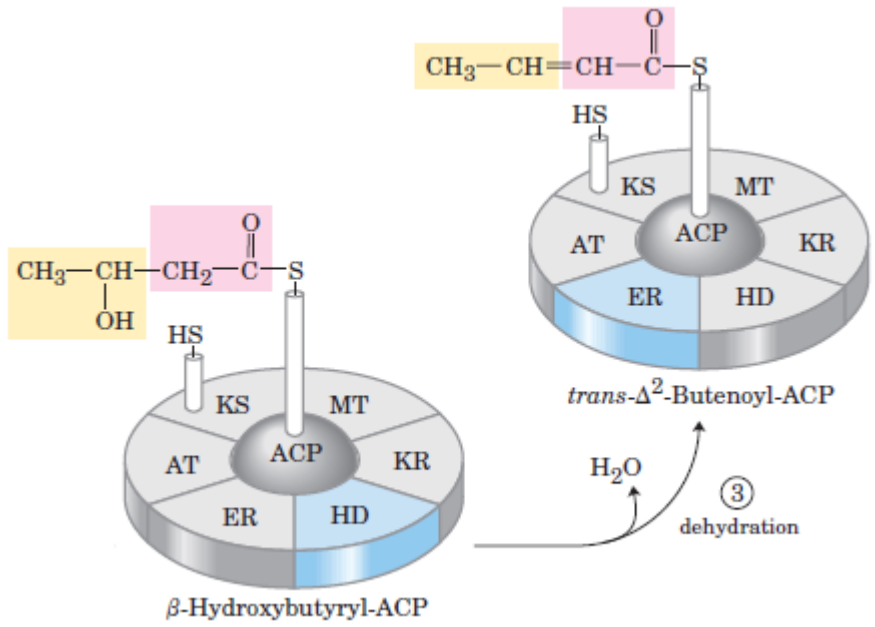 O
CH₃—CH=CH—C—S
HS
KS
MT
AT
ACP
KR
ER
HD
trans-Δ²-Butenoyl-ACP
O
CH₃—CH—CH₂—C—S
OH
HS
KS
MT
AT
ACP
KR
ER
HD
β-Hydroxybutyryl-ACP
H₂O
3
dehydration